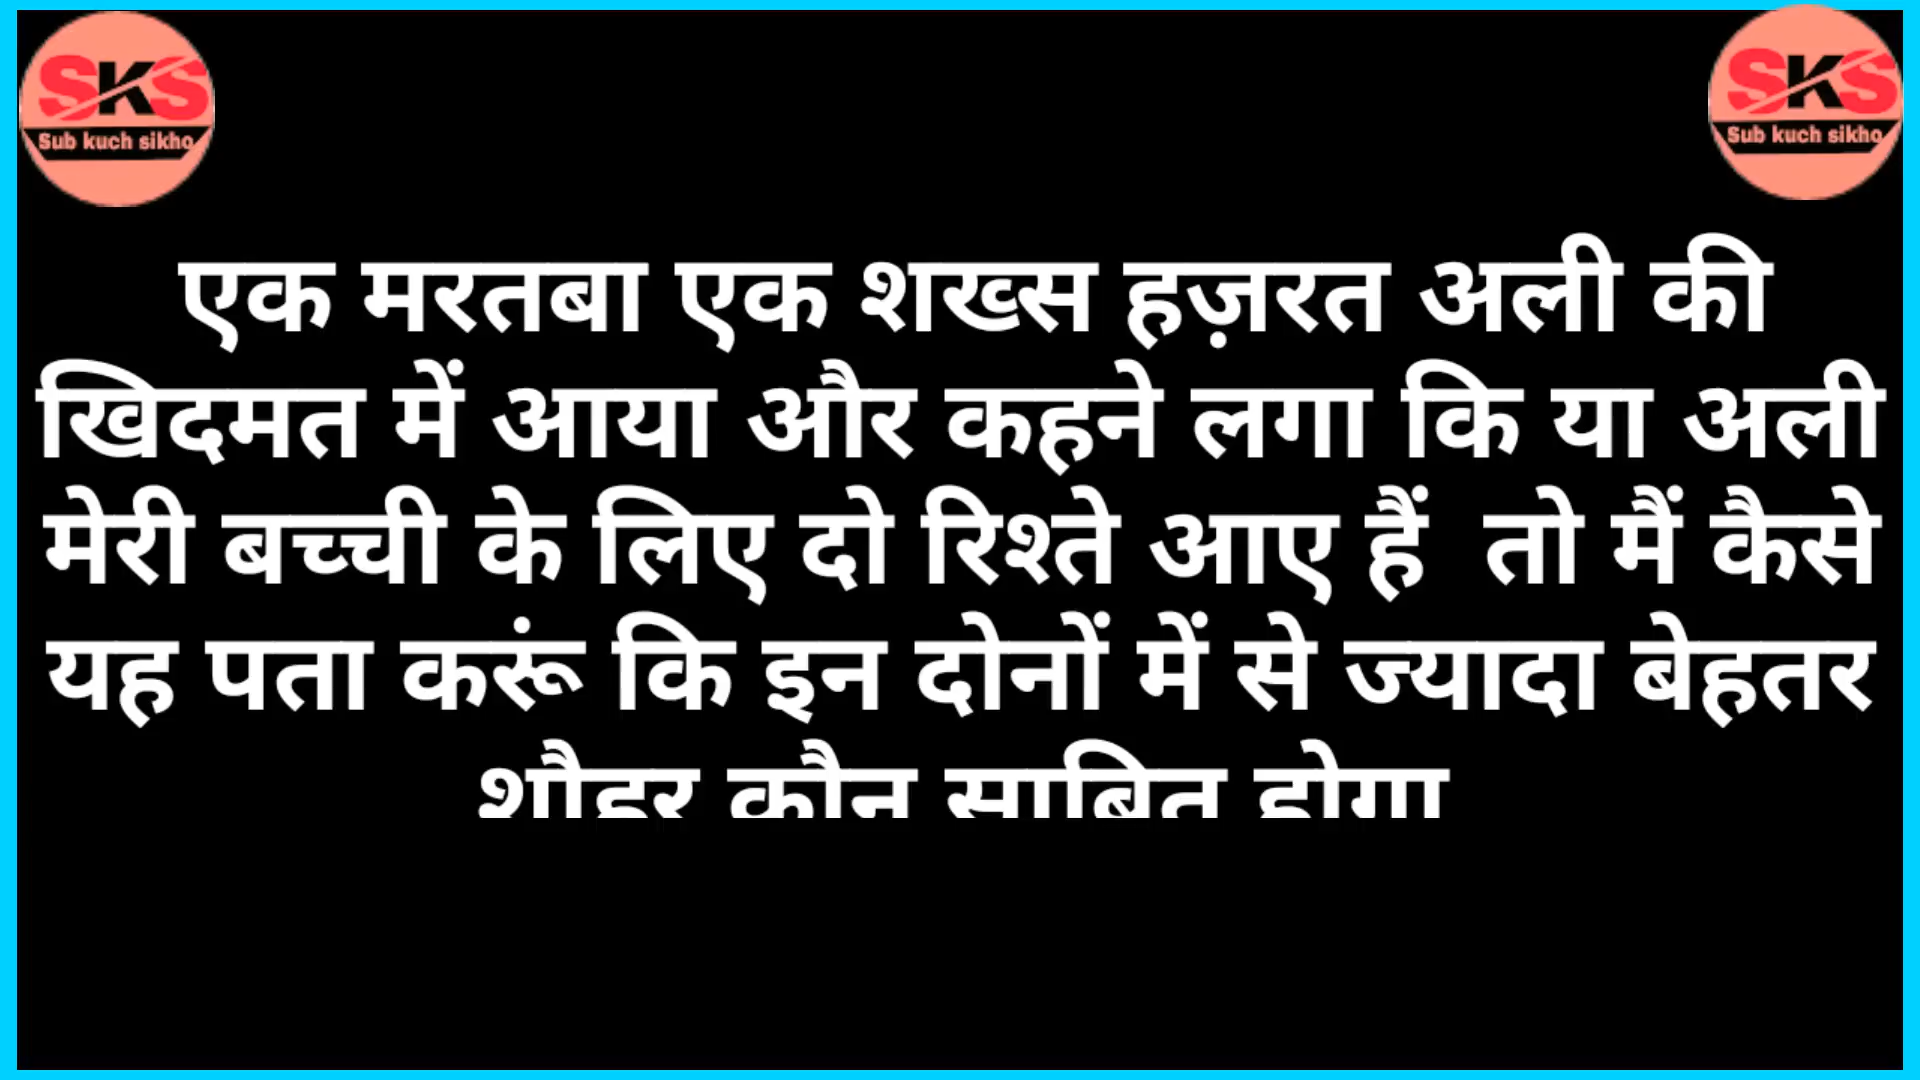 SKS
Sub kuch sikho
SKS
Sub kuch sikho
एक मरतबा एक शख्स हज़रत अली की
खिदमत में आया और कहने लगा कि या अली
मेरी बच्ची के लिए दो रिश्ते आए हैं तो मैं कैसे
यह पता करूं कि इन दोनों में से ज्यादा बेहतर
शौहर कौन साबित होगा